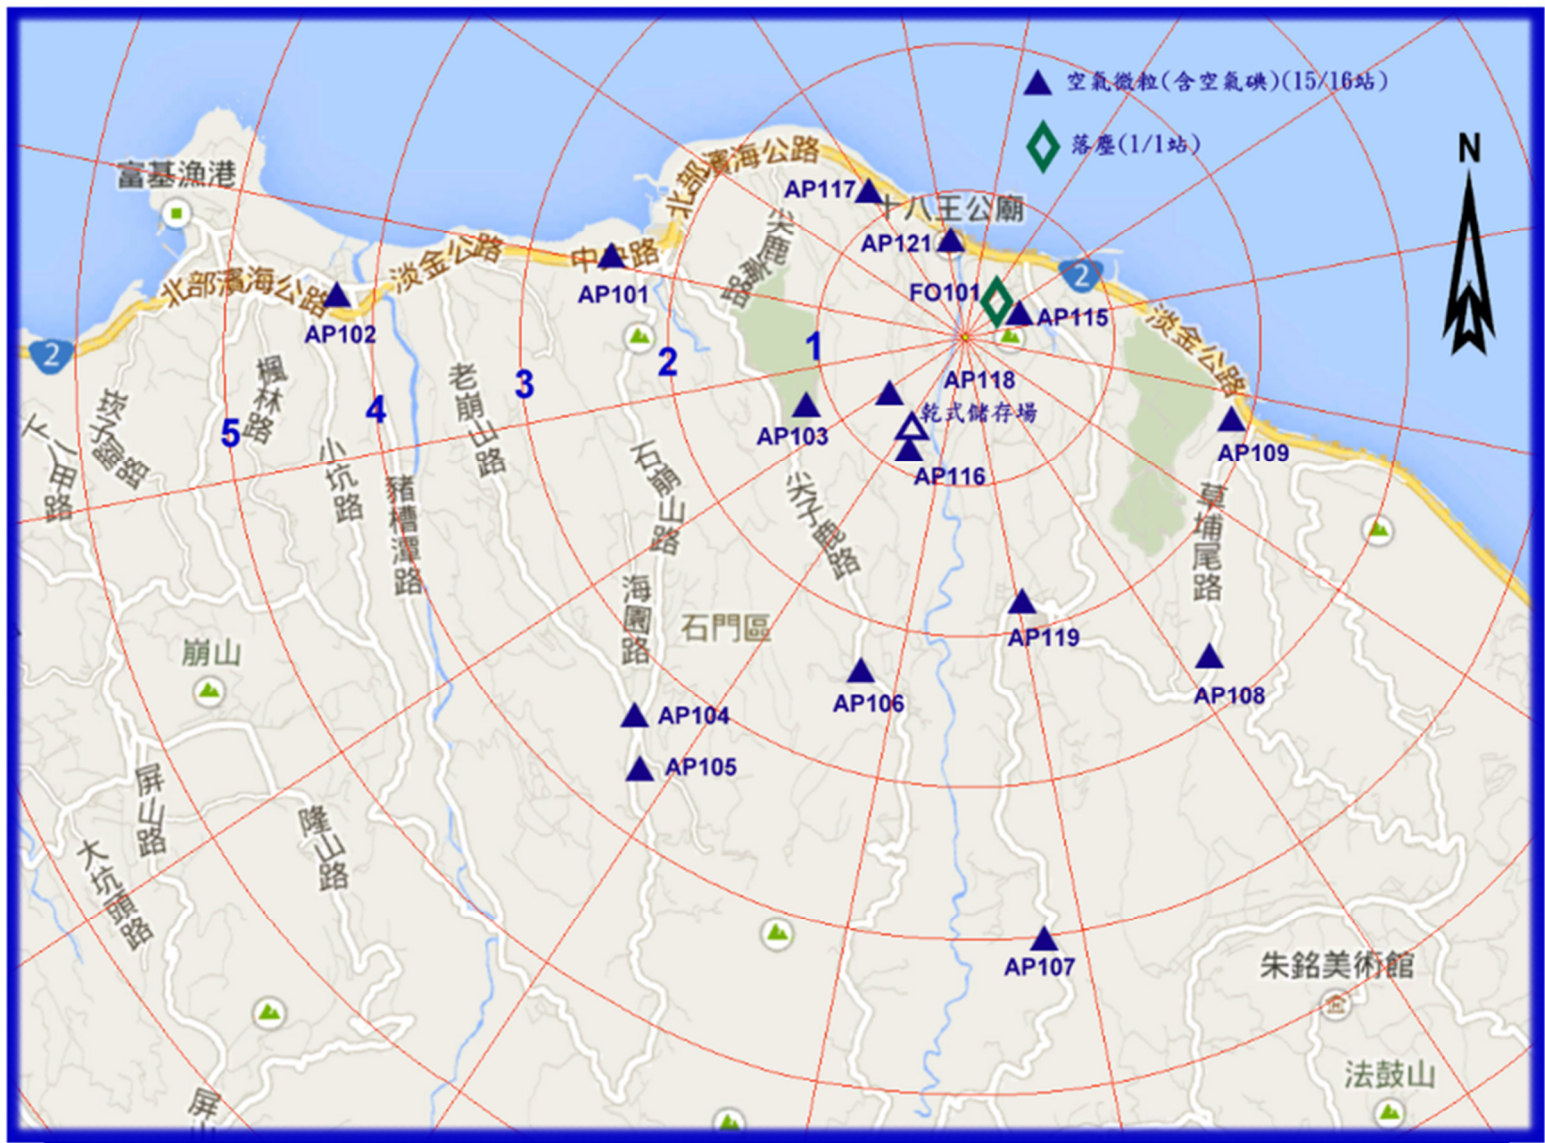 空氣微粒(含空氣碘)(15/16站)
落塵(1/1站)
N
富基漁港
北部濱海公路
AP117
十八王公廟
AP121
尖鹿
路
2
北部濱海公路
淡金公路
中央路
AP101
AP102
FO101
AP115
淡金公路
2
1
2
3
4
5
AP118
乾式儲存場
AP103
AP116
AP109
楓林路
老崩山路
小坑路
豬槽潭路
石崩山路
尖子鹿路
草埔尾路
海園路
石門區
AP119
崩山
AP106
AP108
AP104
AP105
屏山路
隆山路
大坑頭路
AP107
朱銘美術館
法鼓山
屏山